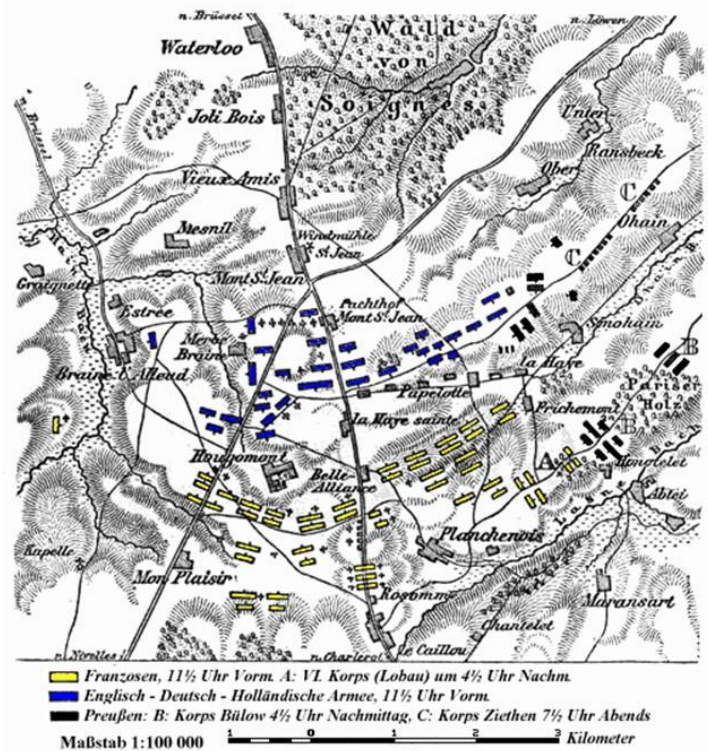 n. Brüssel
n. Löwen
Waterloo
Wald
von
Soignes
Joli Bois
n. Brüssel
Unter
Ransbeck
Ober
Vieux Amis
C
Mesnil
Windmühle
St Jean
Ohain
C
Mont St Jean
Estrée
Pachthof
Mont St Jean
Smohain
Merbe
Braine
B
Braine l'Alleud
la Haye
Papelotte
Pariser
Holz
Frichemont
la Haye sainte
B
Hougomont
Belle-
Alliance
A
Abtei
Lasne bach
Planchenois
Kapelle
Mon Plaisir
Rosomme
Maransart
Chantelet
le Caillou
n. Nivelles
n. Charleroi
Franzosen, 11½ Uhr Vorm. A: VI. Korps (Lobau) um 4½ Uhr Nachm.
Englisch - Deutsch - Holländische Armee, 11½ Uhr Vorm.
Preußen: B: Korps Bülow 4½ Uhr Nachmittag, C: Korps Ziethen 7½ Uhr Abends
Maßstab 1:100 000 1 0 1 2 3 Kilometer